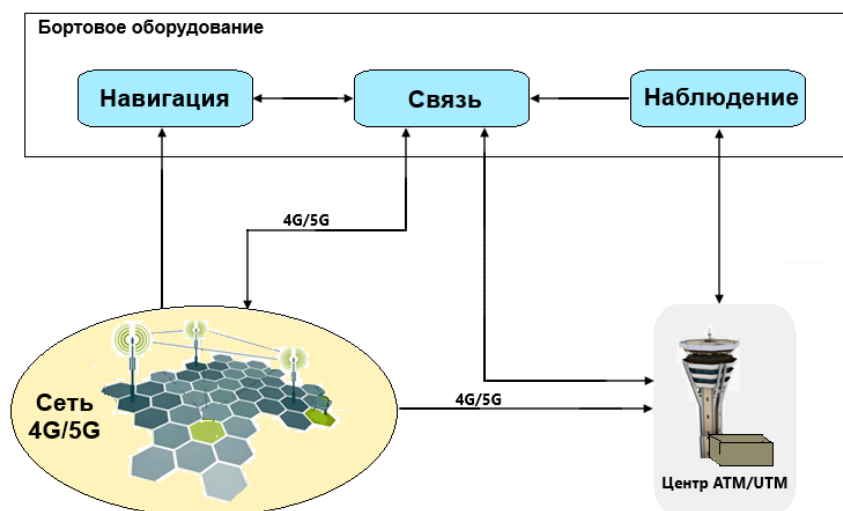 Бортовое оборудование
Навигация
Связь
Наблюдение
4G/5G
Сеть
4G/5G
4G/5G
Центр ATM/UTM